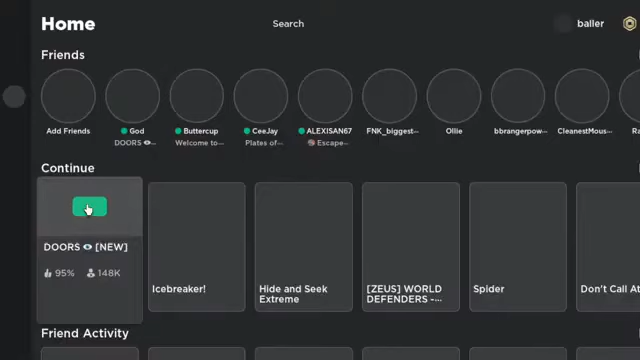 Home
Search
baller
Friends
Add Friends
God
DOORS 👁...
Buttercup
Welcome to...
CeeJay
Plates of...
ALEXISAN67
Escape...
FNK_biggest...
Ollie
bbrangerpow...
CleanestMous...
Ra
Continue
DOORS 👁 [NEW]
95% 148K
Icebreaker!
Hide and Seek
Extreme
[ZEUS] WORLD
DEFENDERS -...
Spider
Don't Call At
Friend Activity